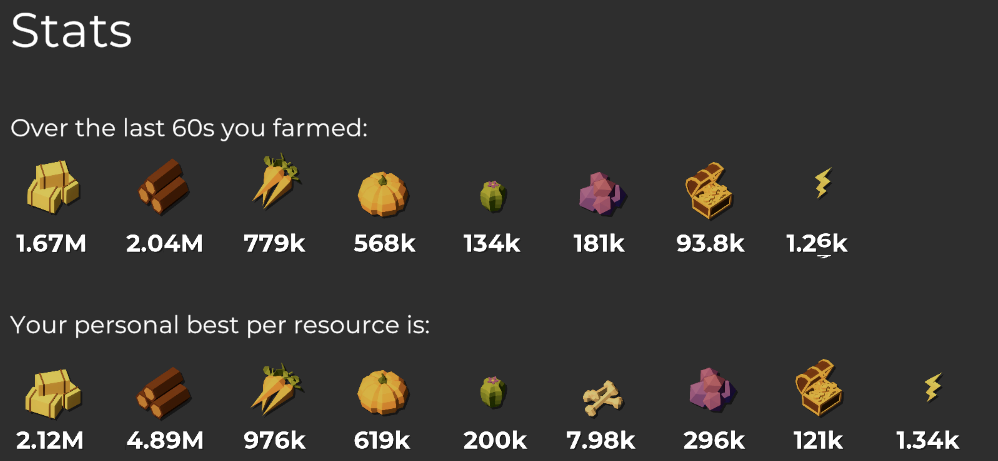 Stats
Over the last 60s you farmed:
1.67M 2.04M 779k 568k 134k 181k 93.8k 1.26k
Your personal best per resource is:
2.12M 4.89M 976k 619k 200k 7.98k 296k 121k 1.34k